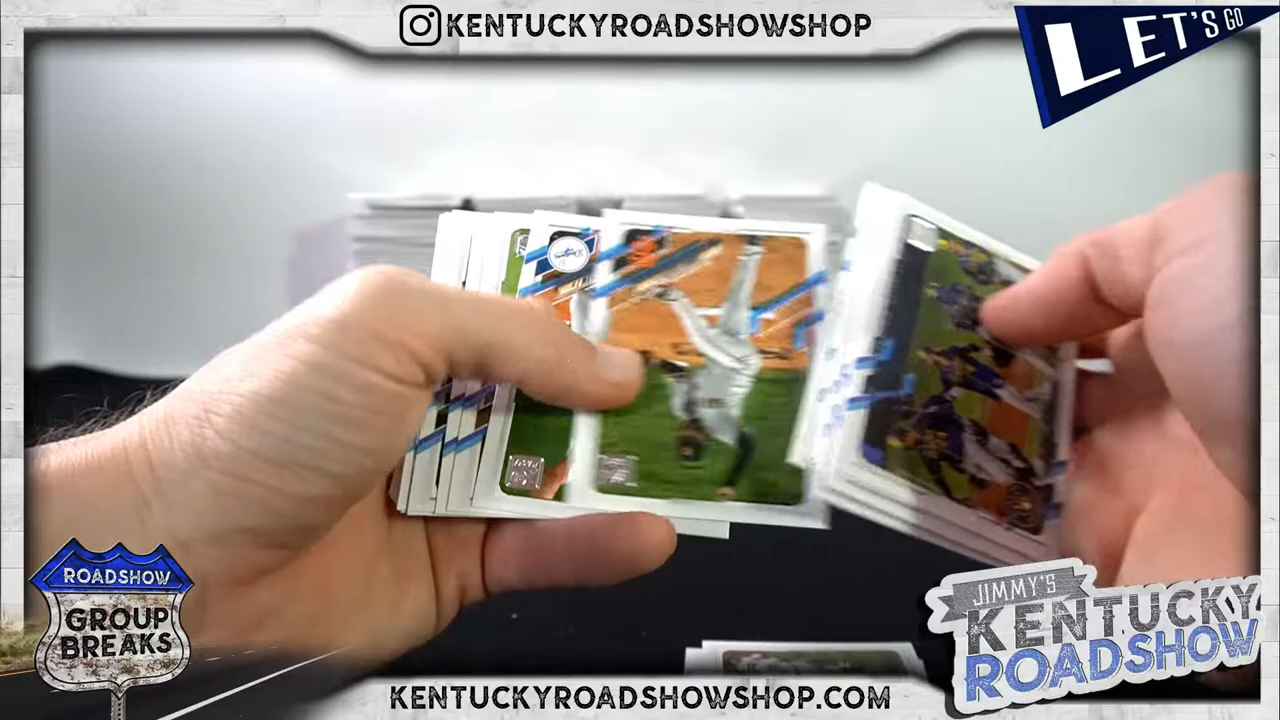 KENTUCKYROADSHOWSHOP
LET'S GO
ROADSHOW
GROUP
BREAKS
JIMMY'S
KENTUCKY
ROADSHOW
KENTUCKYROADSHOWSHOP.COM